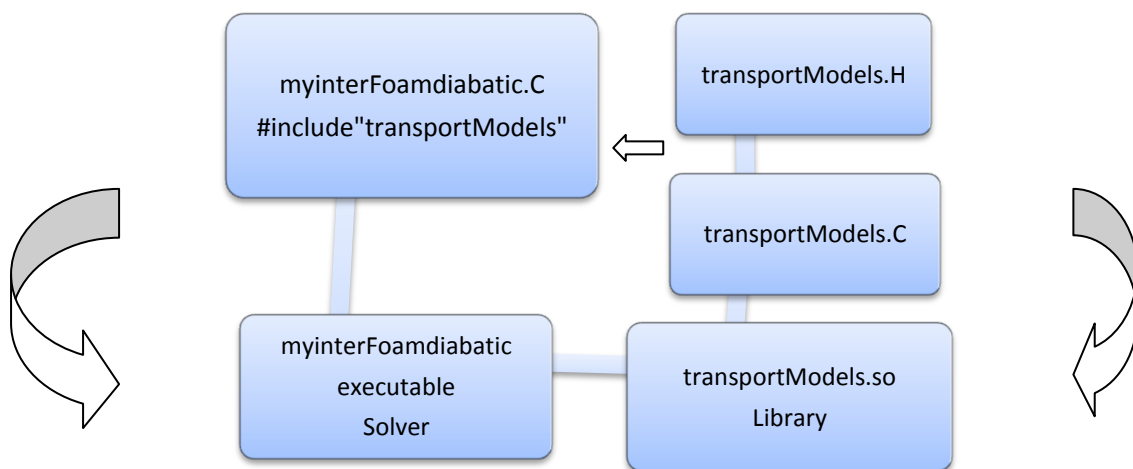 myinterFoamdiabatic.C
#include"transportModels"
transportModels.H
transportModels.C
myinterFoamdiabatic
executable
Solver
transportModels.so
Library